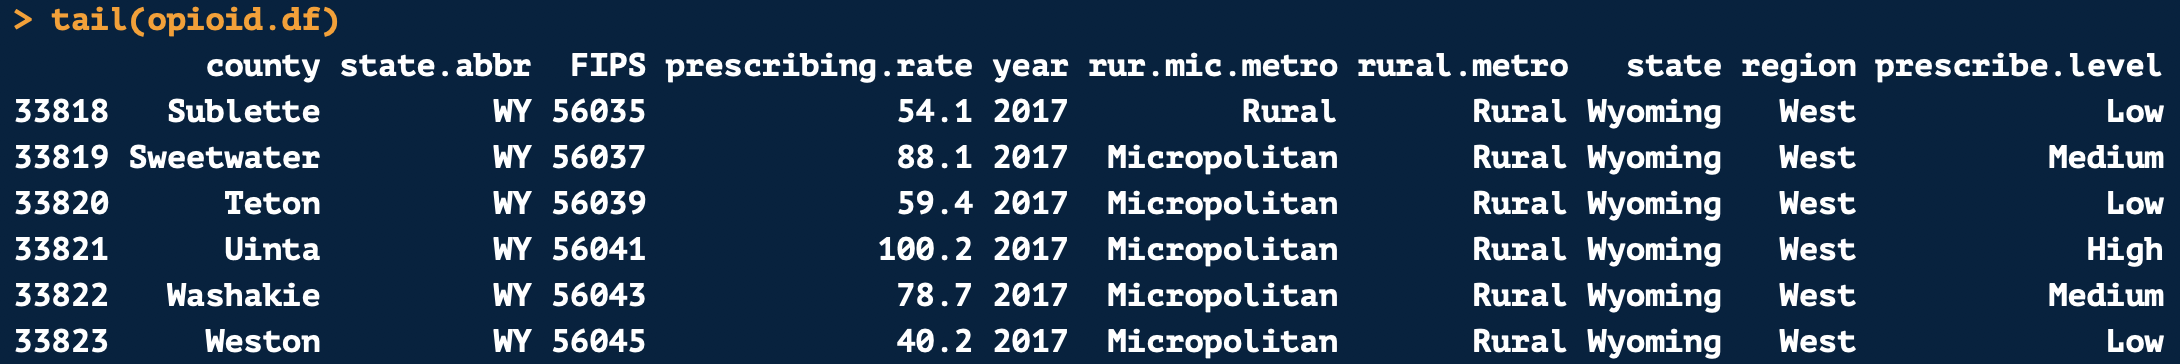 > tail(opioid.df)
county state.abbr FIPS prescribing.rate year rur.mic.metro rural.metro state region prescribe.level
33818 Sublette WY 56035 54.1 2017 Rural Rural Wyoming West Low
33819 Sweetwater WY 56037 88.1 2017 Micropolitan Rural Wyoming West Medium
33820 Teton WY 56039 59.4 2017 Micropolitan Rural Wyoming West Low
33821 Uinta WY 56041 100.2 2017 Micropolitan Rural Wyoming West High
33822 Washakie WY 56043 78.7 2017 Micropolitan Rural Wyoming West Medium
33823 Weston WY 56045 40.2 2017 Micropolitan Rural Wyoming West Low